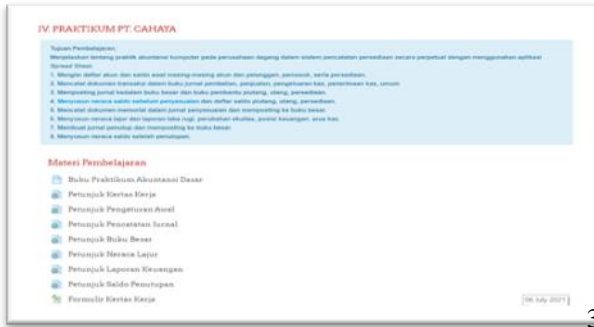 IV. PRAKTIKUM PT. CAHAYA
Tujuan Pembelajaran:
Menjelaskan tentang praktik akuntansi komputer pada perusahaan dagang dalam sistem pencatatan persediaan secara perpetual dengan menggunakan aplikasi
Spread Sheet.
1. Mengisi daftar akun dan saldo awal masing-masing akun dan pelanggan, pemasok, serta persediaan.
2. Mencatat dokumen transaksi dalam buku jurnal pembelian, penjualan, pengeluaran kas, penerimaan kas, umum.
3. Memposting jurnal kedalam buku besar dan buku pembantu piutang, utang, persediaan.
4. Menyusun neraca saldo sebelum penyesuaian dan daftar saldo piutang, utang, persediaan.
5. Mencatat dokumen memorial dalam jurnal penyesuaian dan memposting ke buku besar.
6. Menyusun neraca lajur dan laporan laba rugi, perubahan ekuitas, posisi keuangan, arus kas.
7. Membuat jurnal penutup dan memposting ke buku besar.
8. Menyusun neraca saldo setelah penutupan.
Materi Pembelajaran
Buku Praktikum Akuntansi Dasar
Petunjuk Kertas Kerja
Petunjuk Pengaturan Awal
Petunjuk Pencatatan Jurnal
Petunjuk Buku Besar
Petunjuk Neraca Lajur
Petunjuk Laporan Keuangan
Petunjuk Saldo Penutupan
Formulir Kertas Kerja
06 July 2021
3